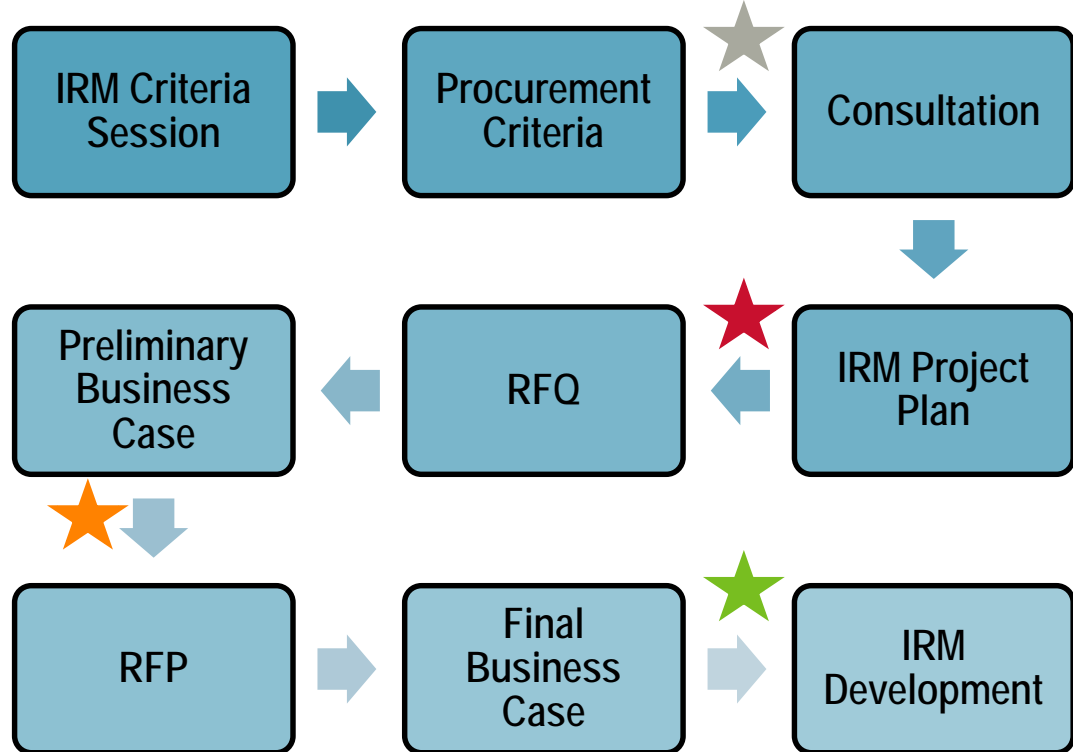 IRM Criteria
Session
Procurement
Criteria
Consultation
Preliminary
Business
Case
RFQ
IRM Project
Plan
RFP
Final
Business
Case
IRM
Development